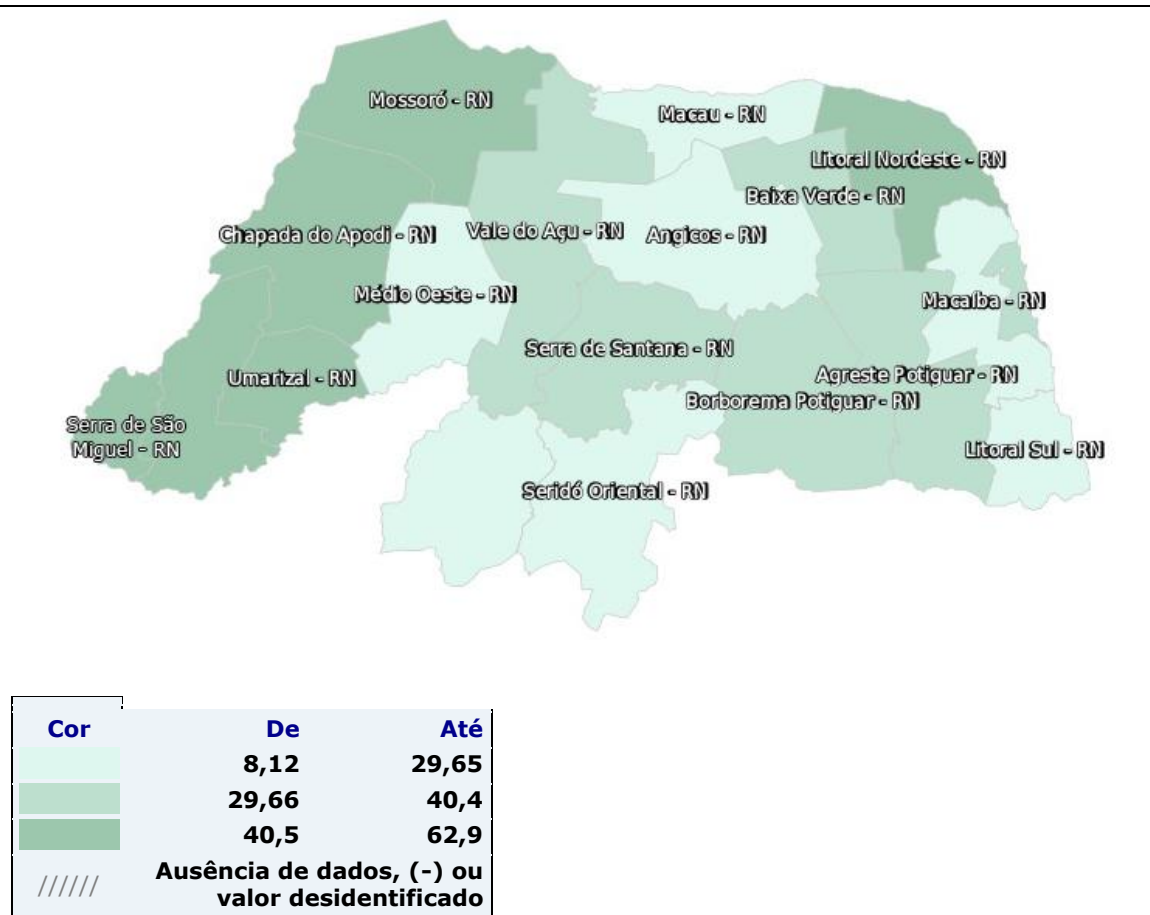 Mossoró - RN
Macau - RN
Litoral Nordeste - RN
Baixa Verde - RN
Chapada do Apodi - RN
Vale do Açu - RN
Angicos - RN
Médio Oeste - RN
Macaíba - RN
Serra de Santana - RN
Umarizal - RN
Agreste Potiguar - RN
Borborema Potiguar - RN
Serra de São
Miguel - RN
Litoral Sul - RN
Seridó Oriental - RN
Cor De Até
8,12 29,65
29,66 40,4
40,5 62,9
////// Ausência de dados, (-) ou
valor desidentificado